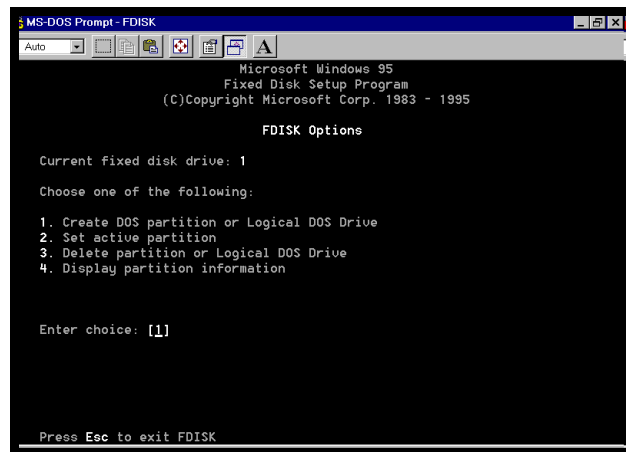 MS-DOS Prompt - FDISK
Auto
A
Microsoft Windows 95
Fixed Disk Setup Program
(C)Copyright Microsoft Corp. 1983 - 1995
FDISK Options
Current fixed disk drive: 1
Choose one of the following:
1. Create DOS partition or Logical DOS Drive
2. Set active partition
3. Delete partition or Logical DOS Drive
4. Display partition information
Enter choice: [1]
Press Esc to exit FDISK